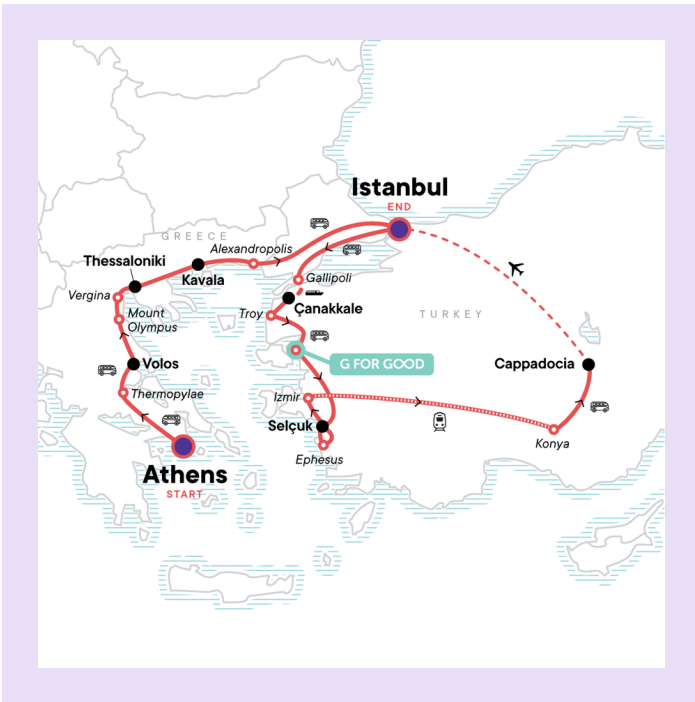 Istanbul
END
GREECE
Alexandropolis
Thessaloniki
Kavala
Gallipoli
Vergina
Çanakkale
Mount
Olympus
Troy
TURKEY
Volos
G FOR GOOD
Cappadocia
Thermopylae
Izmir
Selçuk
Konya
Ephesus
Athens
START